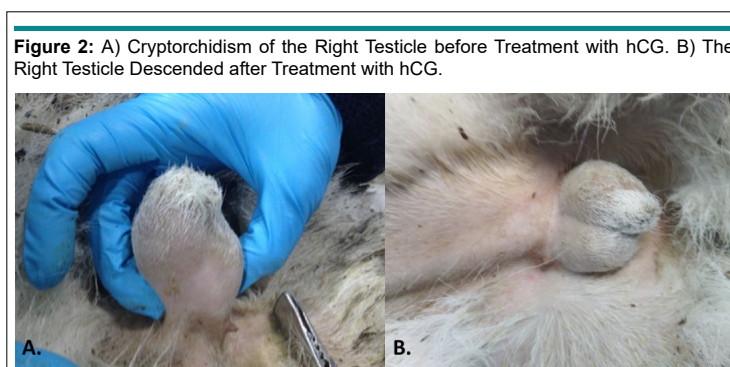 Figure 2: A) Cryptorchidism of the Right Testicle before Treatment with hCG. B) The
Right Testicle Descended after Treatment with hCG.
A.
B.